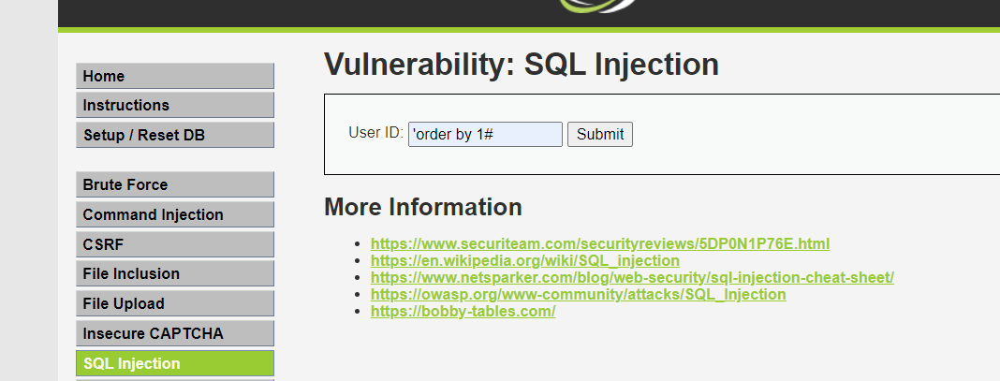 Home
Instructions
Setup / Reset DB
Brute Force
Command Injection
CSRF
File Inclusion
File Upload
Insecure CAPTCHA
SQL Injection
Vulnerability: SQL Injection
User ID: 'order by 1# Submit
More Information
https://www.securiteam.com/securityreviews/5DP0N1P76E.html
https://en.wikipedia.org/wiki/SQL_injection
https://www.netsparker.com/blog/web-security/sql-injection-cheat-sheet/
https://owasp.org/www-community/attacks/SQL_Injection
https://bobby-tables.com/